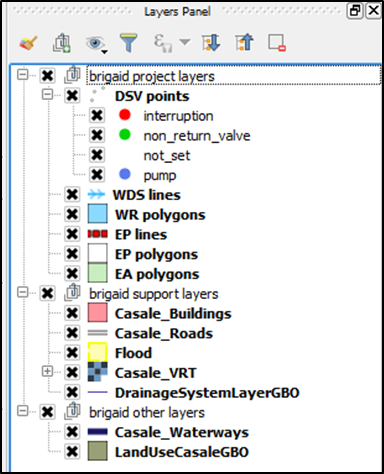 Layers Panel
brigaid project layers
DSV points
interruption
non_return_valve
not_set
pump
WDS lines
WR polygons
EP lines
EP polygons
EA polygons
brigaid support layers
Casale_Buildings
Casale_Roads
Flood
Casale_VRT
DrainageSystemLayerGBO
brigaid other layers
Casale_Waterways
LandUseCasaleGBO